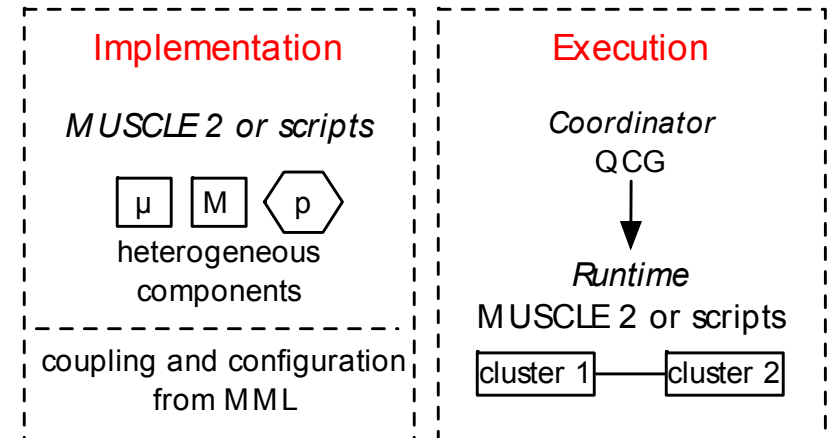 Implementation
MUSCLE 2 or scripts
µ M p
heterogeneous
components
coupling and configuration
from MML
Execution
Coordinator
QCG
Runtime
MUSCLE 2 or scripts
cluster 1 cluster 2